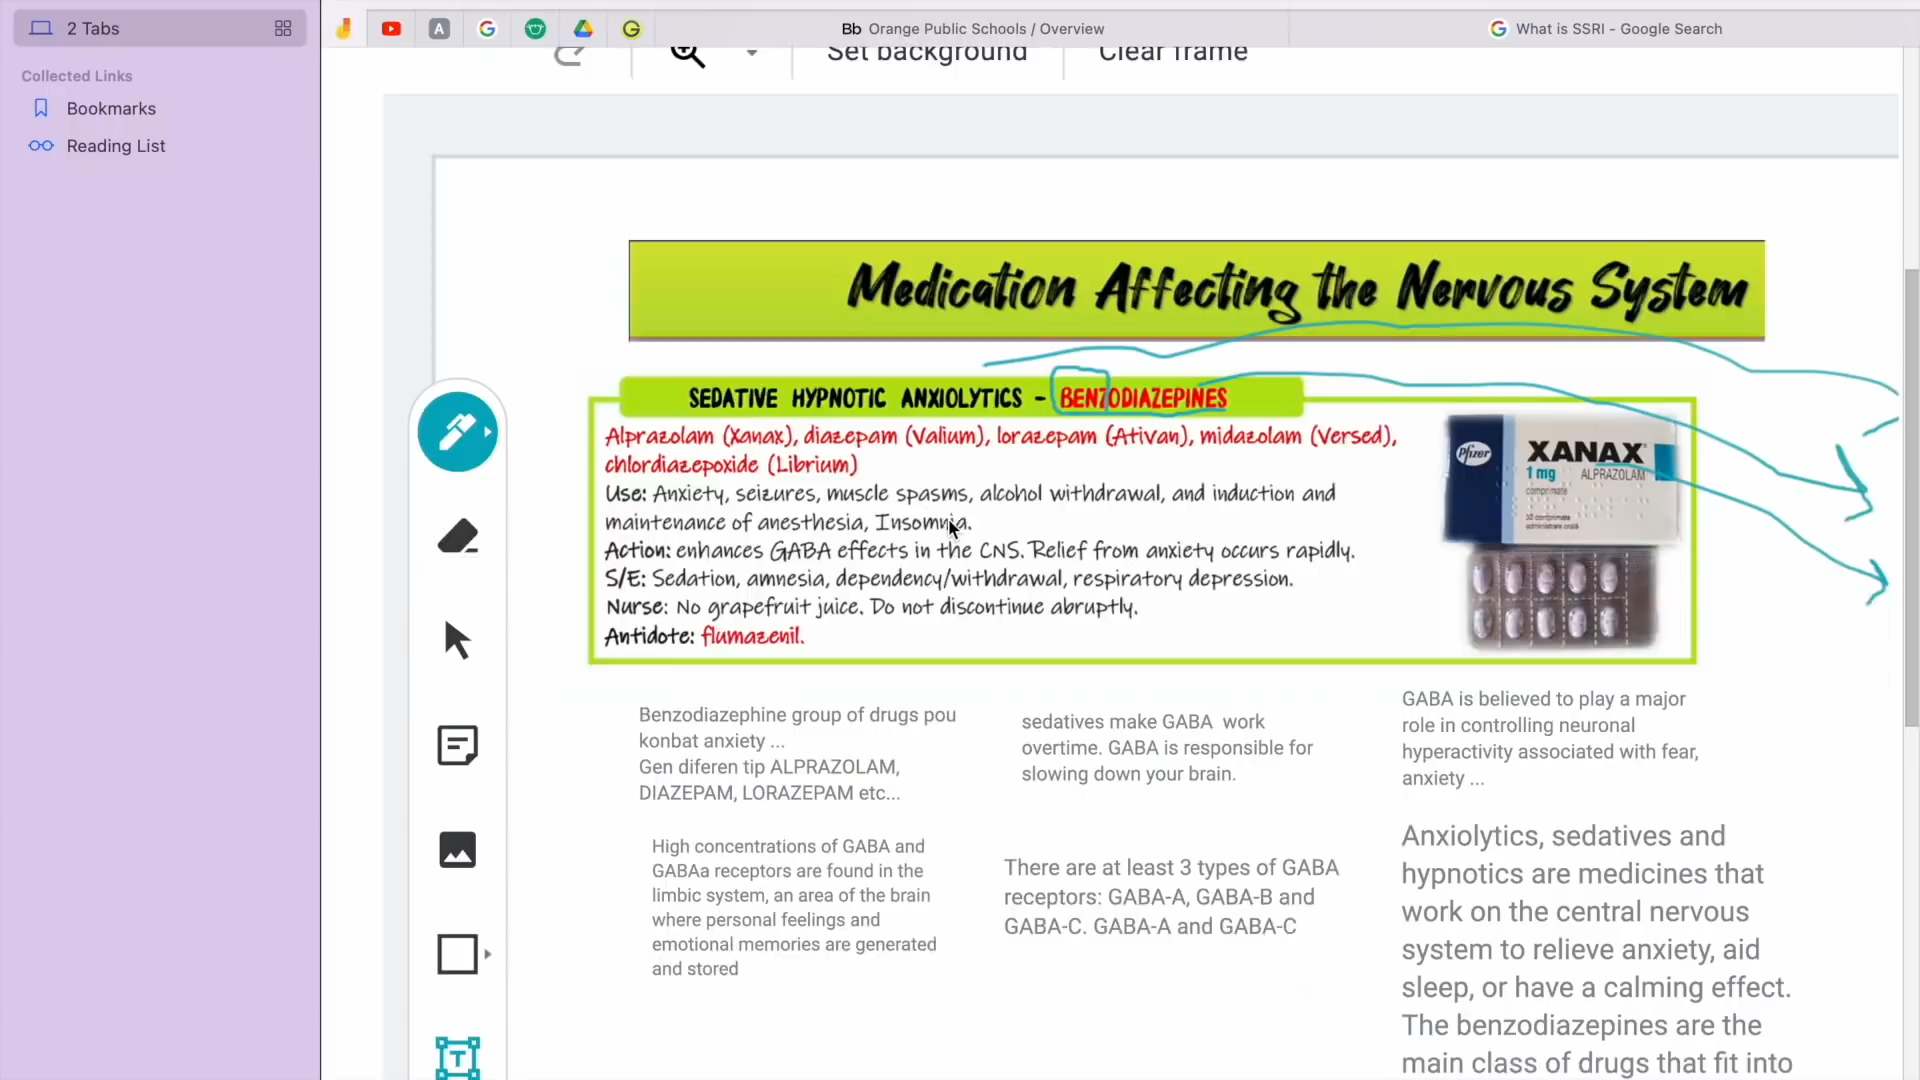 2 Tabs
Collected Links
Bookmarks
Reading List
A
G
G
Bb Orange Public Schools / Overview
G What is SSRI - Google Search
Set background
Clear frame
Medication Affecting the Nervous System
SEDATIVE HYPNOTIC ANXIOLYTICS - BENZODIAZEPINES
Alprazolam (Xanax), diazepam (Valium), lorazepam (Ativan), midazolam (Versed),
chlordiazepoxide (Librium)
Use: Anxiety, seizures, muscle spasms, alcohol withdrawal, and induction and
maintenance of anesthesia, Insomnia.
Action: enhances GABA effects in the CNS. Relief from anxiety occurs rapidly.
S/E: Sedation, amnesia, dependency/withdrawal, respiratory depression.
Nurse: No grapefruit juice. Do not discontinue abruptly.
Antidote: flumazenil.
Pfizer
XANAX
1 mg ALPRAZOLAM
comprimate
30 comprimate
administrare orală
Benzodiazephine group of drugs pou
konbat anxiety ...
Gen diferen tip ALPRAZOLAM,
DIAZEPAM, LORAZEPAM etc...
sedatives make GABA work
overtime. GABA is responsible for
slowing down your brain.
GABA is believed to play a major
role in controlling neuronal
hyperactivity associated with fear,
anxiety ...
High concentrations of GABA and
GABAa receptors are found in the
limbic system, an area of the brain
where personal feelings and
emotional memories are generated
and stored
There are at least 3 types of GABA
receptors: GABA-A, GABA-B and
GABA-C. GABA-A and GABA-C
Anxiolytics, sedatives and
hypnotics are medicines that
work on the central nervous
system to relieve anxiety, aid
sleep, or have a calming effect.
The benzodiazepines are the
main class of drugs that fit into
T